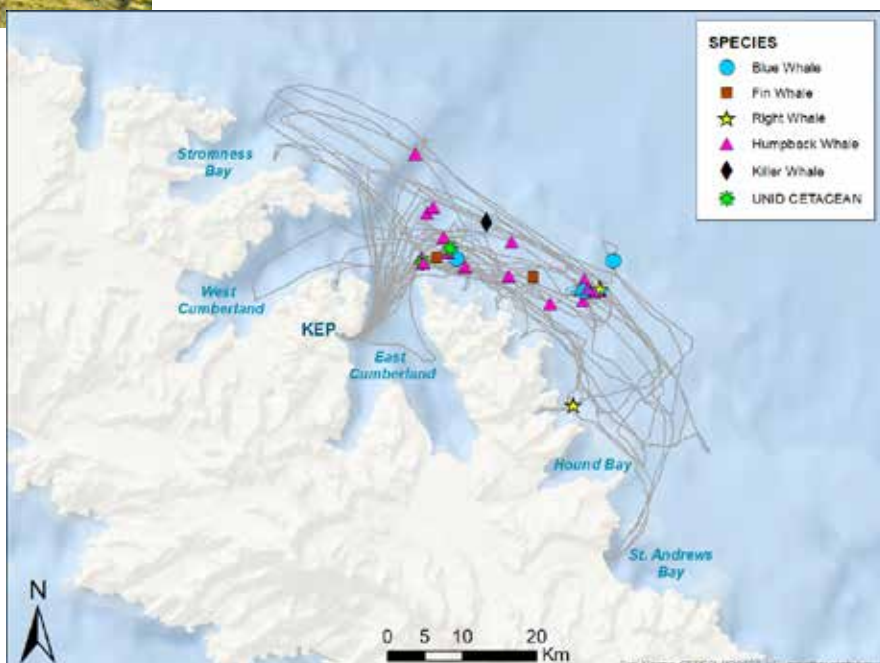 SPECIES
Blue Whale
Fin Whale
Right Whale
Humpback Whale
Killer Whale
UNID CETACEAN
Stromness
Bay
West
Cumberland
KEP
East
Cumberland
Hound Bay
St. Andrews
Bay
N
0 5 10 20
Km